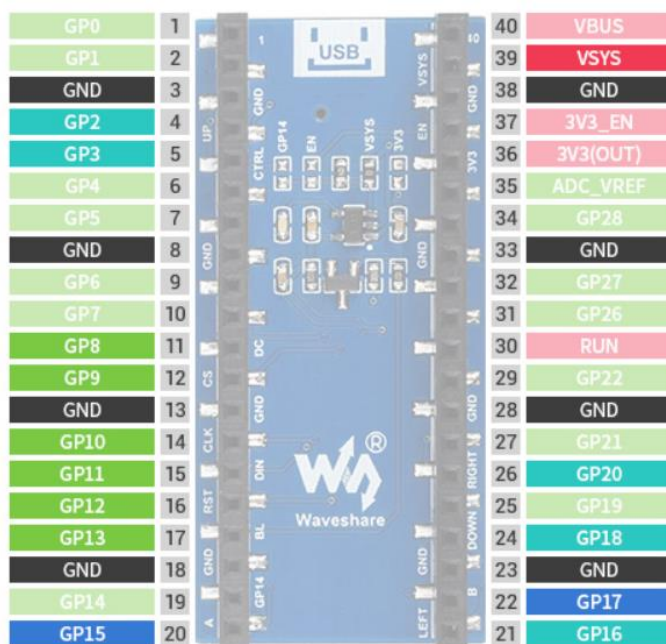 GP0 1 40 VBUS
GP1 2 USB VSYS 39 VSYS
GND 3 GND GND 38 GND
GP2 4 UP GP14 EN VSYS 3V3 EN 37 3V3_EN
GP3 5 CTRL 3V3 36 3V3(OUT)
GP4 6 35 ADC_VREF
GP5 7 34 GP28
GND 8 GND GND 33 GND
GP6 9 32 GP27
GP7 10 31 GP26
GP8 11 DC 30 RUN
GP9 12 CS 29 GP22
GND 13 GND GND 28 GND
GP10 14 CLK 27 GP21
GP11 15 DIN ® RIGHT 26 GP20
GP12 16 RST 25 GP19
GP13 17 BL Waveshare DOWN 24 GP18
GND 18 GND GND 23 GND
GP14 19 GP14 B 22 GP17
GP15 20 A LEFT 21 GP16